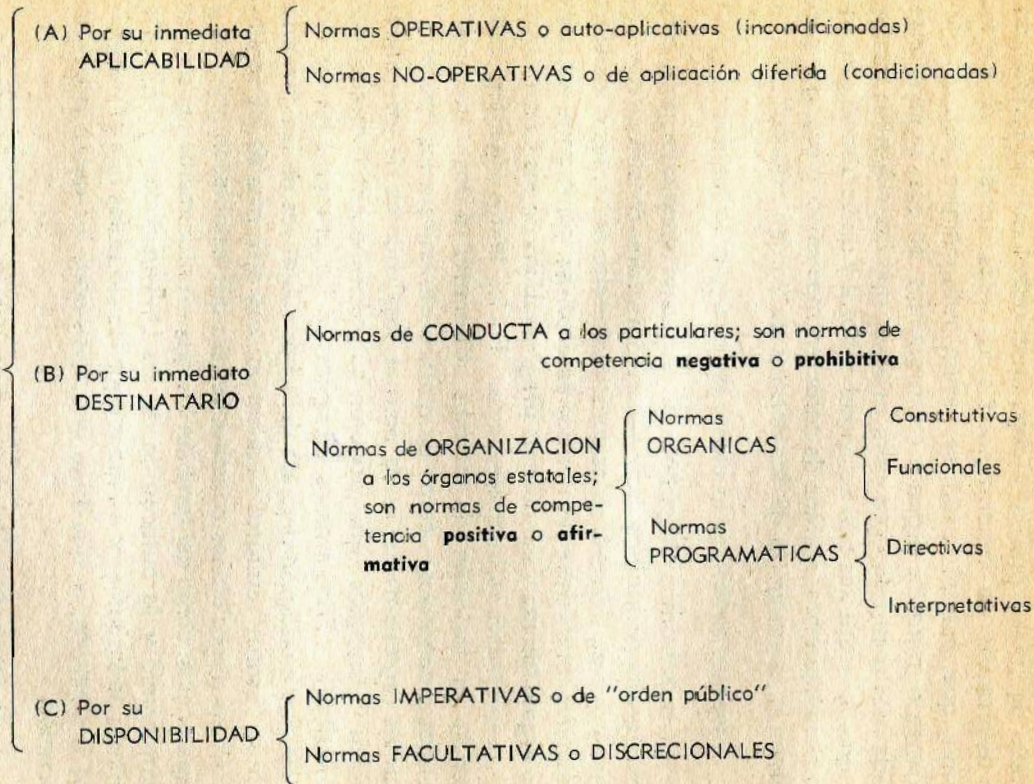 (A) Por su inmediata
APLICABILIDAD
Normas OPERATIVAS o auto-aplicativas (incondicionadas)
Normas NO-OPERATIVAS o de aplicación diferida (condicionadas)
(B) Por su inmediato
DESTINATARIO
Normas de CONDUCTA a los particulares; son normas de
competencia negativa o prohibitiva
Normas de ORGANIZACION
a los órganos estatales;
son normas de compe-
tencia positiva o afir-
mativa
Normas
ORGANICAS
Constitutivas
Funcionales
Normas
PROGRAMATICAS
Directivas
Interpretativas
(C) Por su
DISPONIBILIDAD
Normas IMPERATIVAS o de "orden público"
Normas FACULTATIVAS o DISCRECIONALES